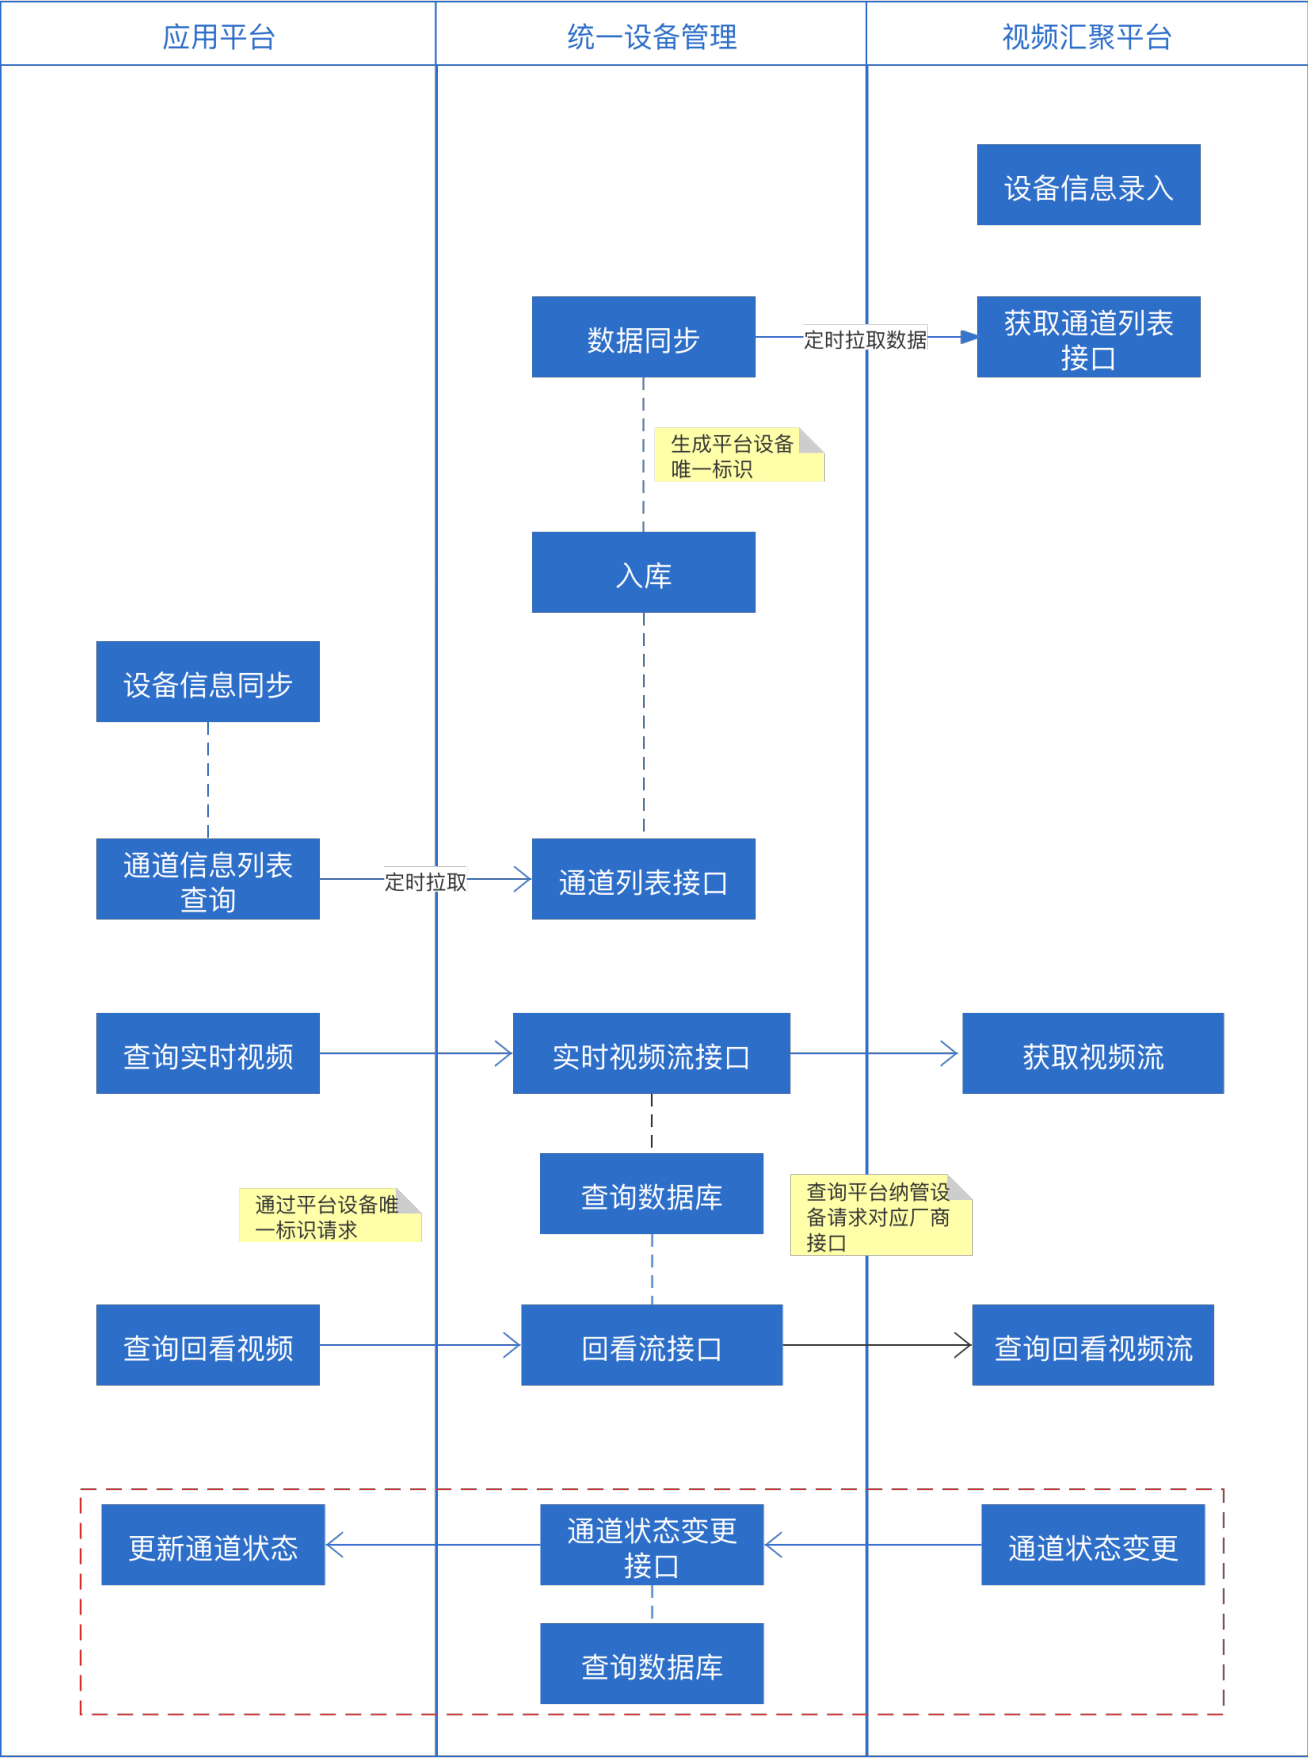 应用平台
统一设备管理
视频汇聚平台
设备信息录入
数据同步
定时拉取数据
获取通道列表
接口
生成平台设备
唯一标识
入库
设备信息同步
通道信息列表
查询
定时拉取
通道列表接口
查询实时视频
实时视频流接口
获取视频流
通过平台设备唯
一标识请求
查询数据库
查询平台纳管设
备请求对应厂商
接口
查询回看视频
回看流接口
查询回看视频流
更新通道状态
通道状态变更
接口
通道状态变更
查询数据库